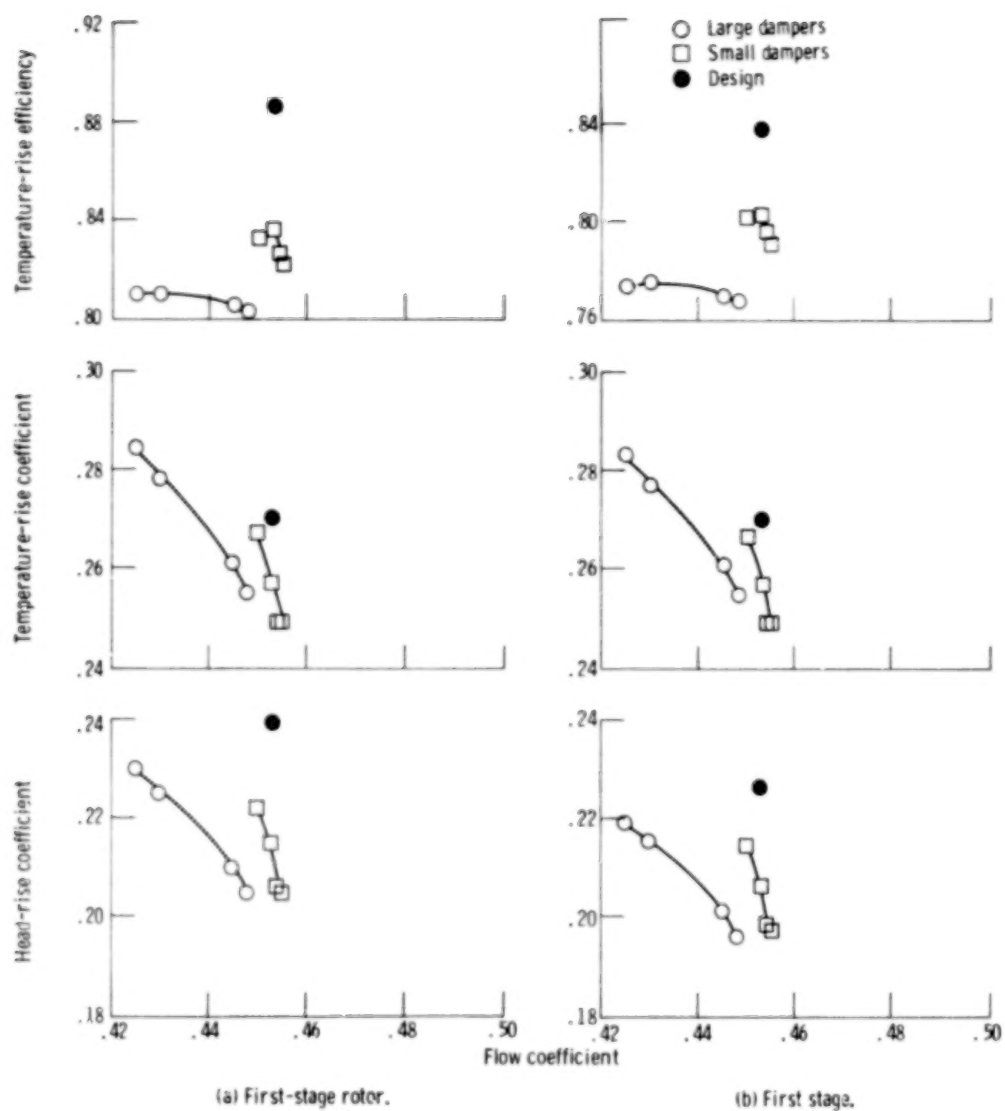 .92
.88
.84
.80
Temperature-rise efficiency
Large dampers
Small dampers
Design
.84
.80
.76
.30
.28
.26
.24
Temperature-rise coefficient
.30
.28
.26
.24
.24
.22
.20
.18
Head-rise coefficient
.24
.22
.20
.18
.42 .44 .46 .48 .50
.42 .44 .46 .48 .50
Flow coefficient
(a) First-stage rotor.
(b) First stage.